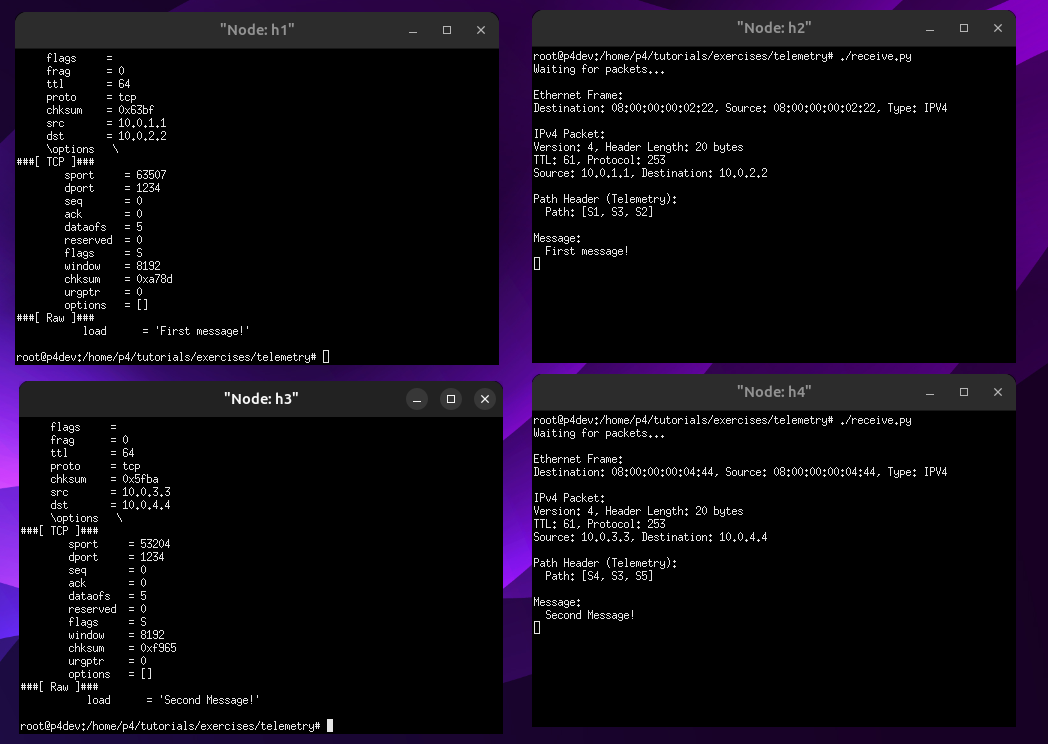 "Node: h1"
flags     =
frag      = 0
ttl       = 64
proto     = tcp
chksum    = 0x63bf
src       = 10.0.1.1
dst       = 10.0.2.2
\options   \
###[ TCP ]###
sport     = 63507
dport     = 1234
seq       = 0
ack       = 0
dataofs   = 5
reserved  = 0
flags     = S
window    = 8192
chksum    = 0xa78d
urgptr    = 0
options   = []
###[ Raw ]###
load      = 'First message!'
root@p4dev:/home/p4/tutorials/exercises/telemetry#
"Node: h2"
root@p4dev:/home/p4/tutorials/exercises/telemetry# ./receive.py
Waiting for packets...
Ethernet Frame:
Destination: 08:00:00:00:02:22, Source: 08:00:00:00:02:22, Type: IPV4
IPv4 Packet:
Version: 4, Header Length: 20 bytes
TTL: 61, Protocol: 253
Source: 10.0.1.1, Destination: 10.0.2.2
Path Header (Telemetry):
Path: [S1, S3, S2]
Message:
First message!
"Node: h3"
flags     =
frag      = 0
ttl       = 64
proto     = tcp
chksum    = 0x5fba
src       = 10.0.3.3
dst       = 10.0.4.4
\options   \
###[ TCP ]###
sport     = 53204
dport     = 1234
seq       = 0
ack       = 0
dataofs   = 5
reserved  = 0
flags     = S
window    = 8192
chksum    = 0xf965
urgptr    = 0
options   = []
###[ Raw ]###
load      = 'Second Message!'
root@p4dev:/home/p4/tutorials/exercises/telemetry#
"Node: h4"
root@p4dev:/home/p4/tutorials/exercises/telemetry# ./receive.py
Waiting for packets...
Ethernet Frame:
Destination: 08:00:00:00:04:44, Source: 08:00:00:00:04:44, Type: IPV4
IPv4 Packet:
Version: 4, Header Length: 20 bytes
TTL: 61, Protocol: 253
Source: 10.0.3.3, Destination: 10.0.4.4
Path Header (Telemetry):
Path: [S4, S3, S5]
Message:
Second Message!